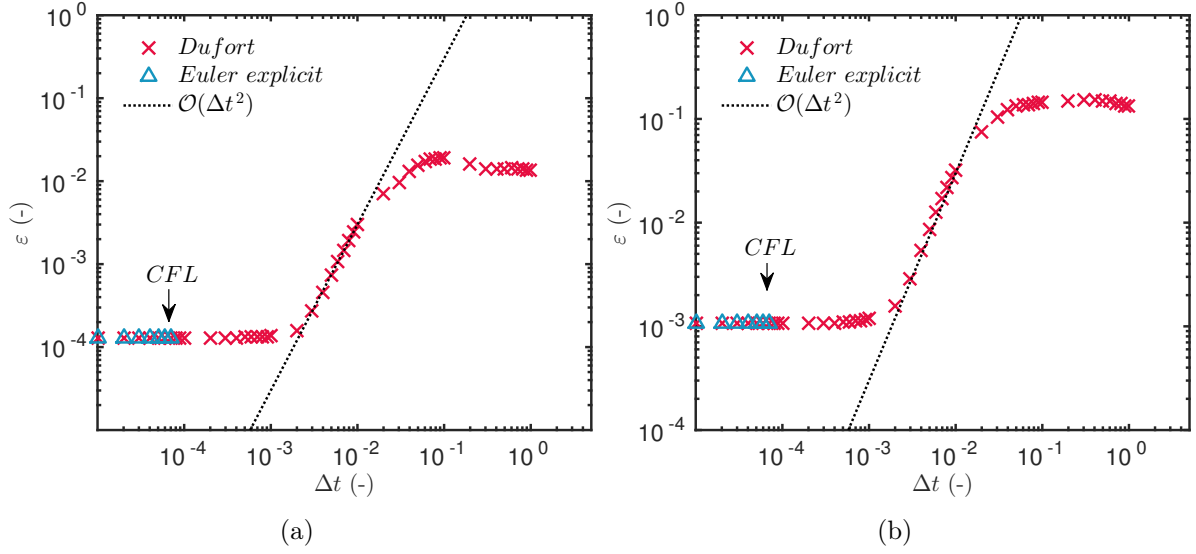 10^0
10^-1
10^-2
10^-3
10^-4
ε (-)
Dufort
Euler explicit
O(Δt^2)
CFL
10^-4
10^-3
10^-2
10^-1
10^0
Δt (-)
(a)
10^0
10^-1
10^-2
10^-3
10^-4
ε (-)
Dufort
Euler explicit
O(Δt^2)
CFL
10^-4
10^-3
10^-2
10^-1
10^0
Δt (-)
(b)